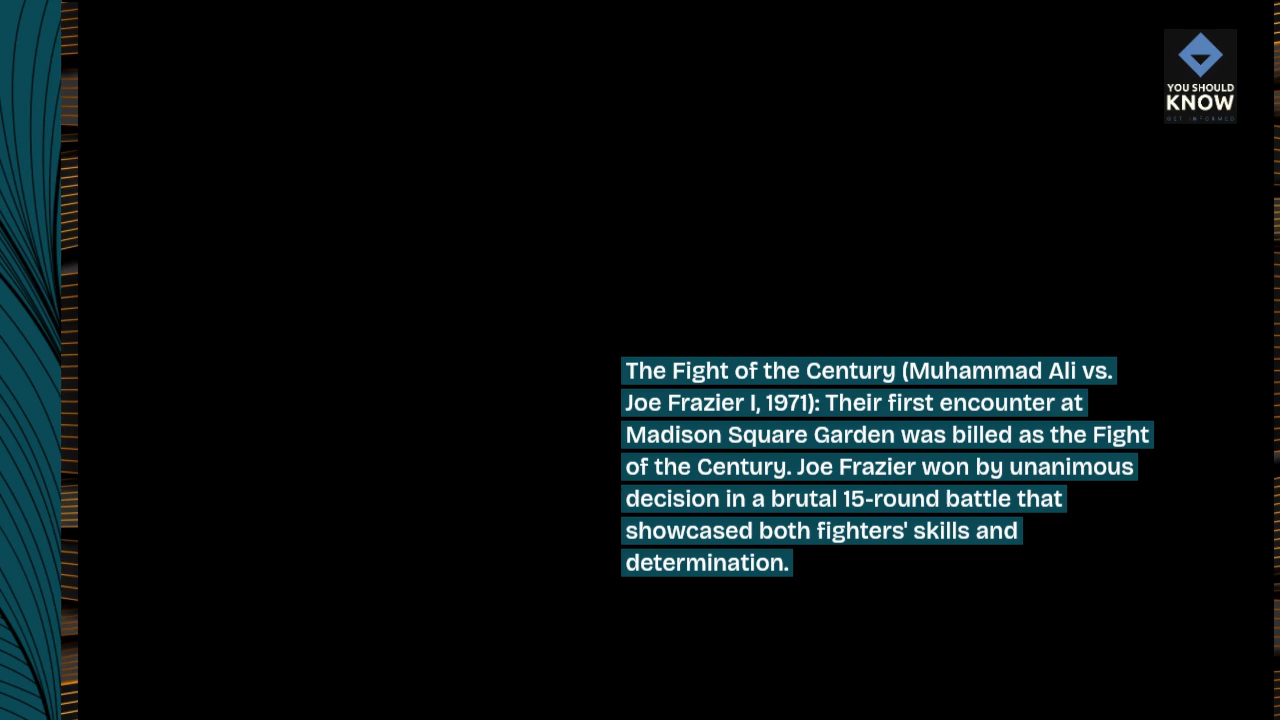 YOU SHOULD
KNOW
GET INFORMED
The Fight of the Century (Muhammad Ali vs.
Joe Frazier I, 1971): Their first encounter at
Madison Square Garden was billed as the Fight
of the Century. Joe Frazier won by unanimous
decision in a brutal 15-round battle that
showcased both fighters' skills and
determination.